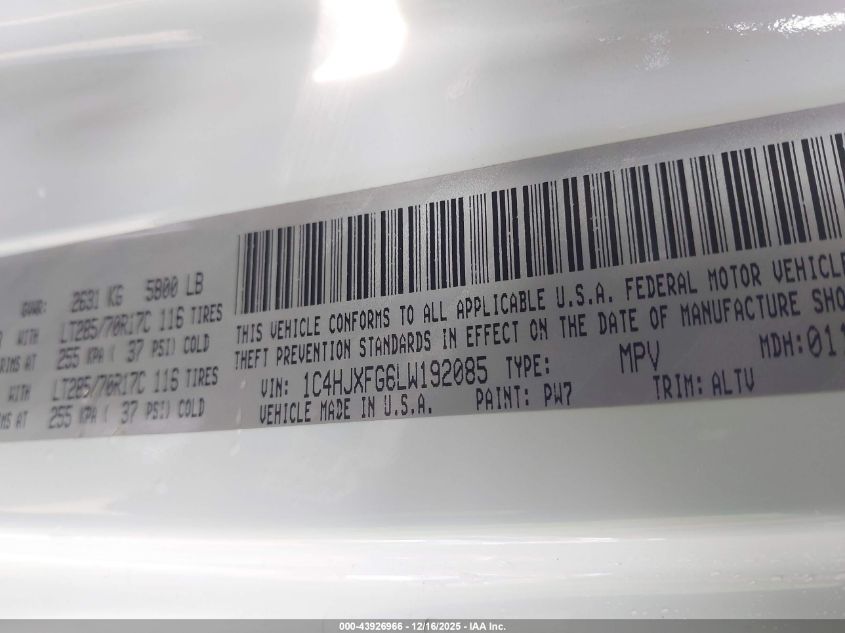 GVWR: 2631 KG 5800 LB
WITH LT285/70R17C 116 TIRES
RIMS AT 255 KPA ( 37 PSI) COLD
WITH LT285/70R17C 116 TIRES
RIMS AT 255 KPA ( 37 PSI) COLD
THIS VEHICLE CONFORMS TO ALL APPLICABLE U.S.A. FEDERAL MOTOR VEHICLE
THEFT PREVENTION STANDARDS IN EFFECT ON THE DATE OF MANUFACTURE SHO
VIN: 1C4HJXFG6LW192085 TYPE: MPV MDH:011
VEHICLE MADE IN U.S.A. PAINT: PW7 TRIM: ALTV
000-43926966 - 12/16/2025 - IAA Inc.